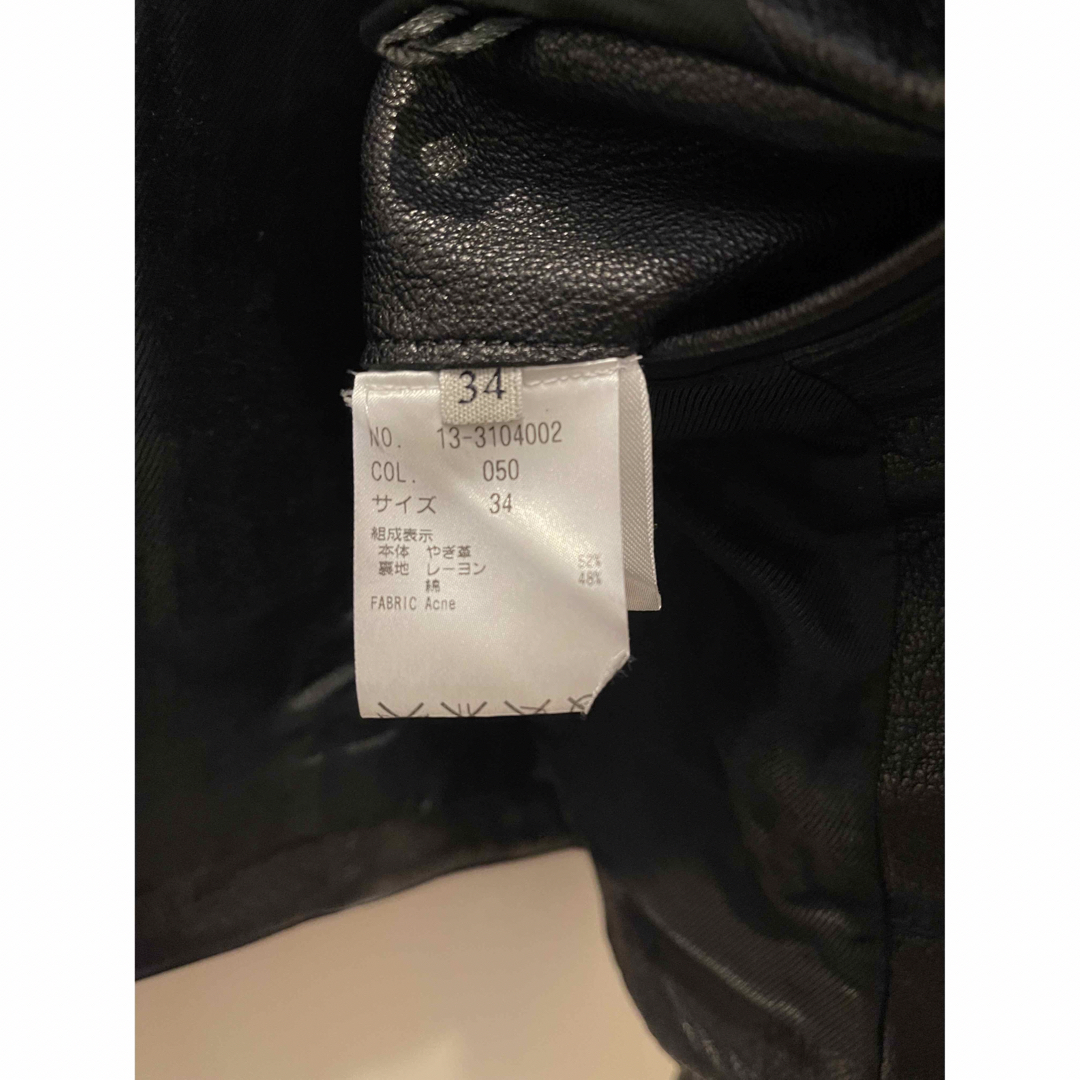 34
NO. 13-3104002
COL. 050
サイズ 34
組成表示
本体 やぎ革
裏地 レーヨン 52%
綿 48%
FABRIC Acne